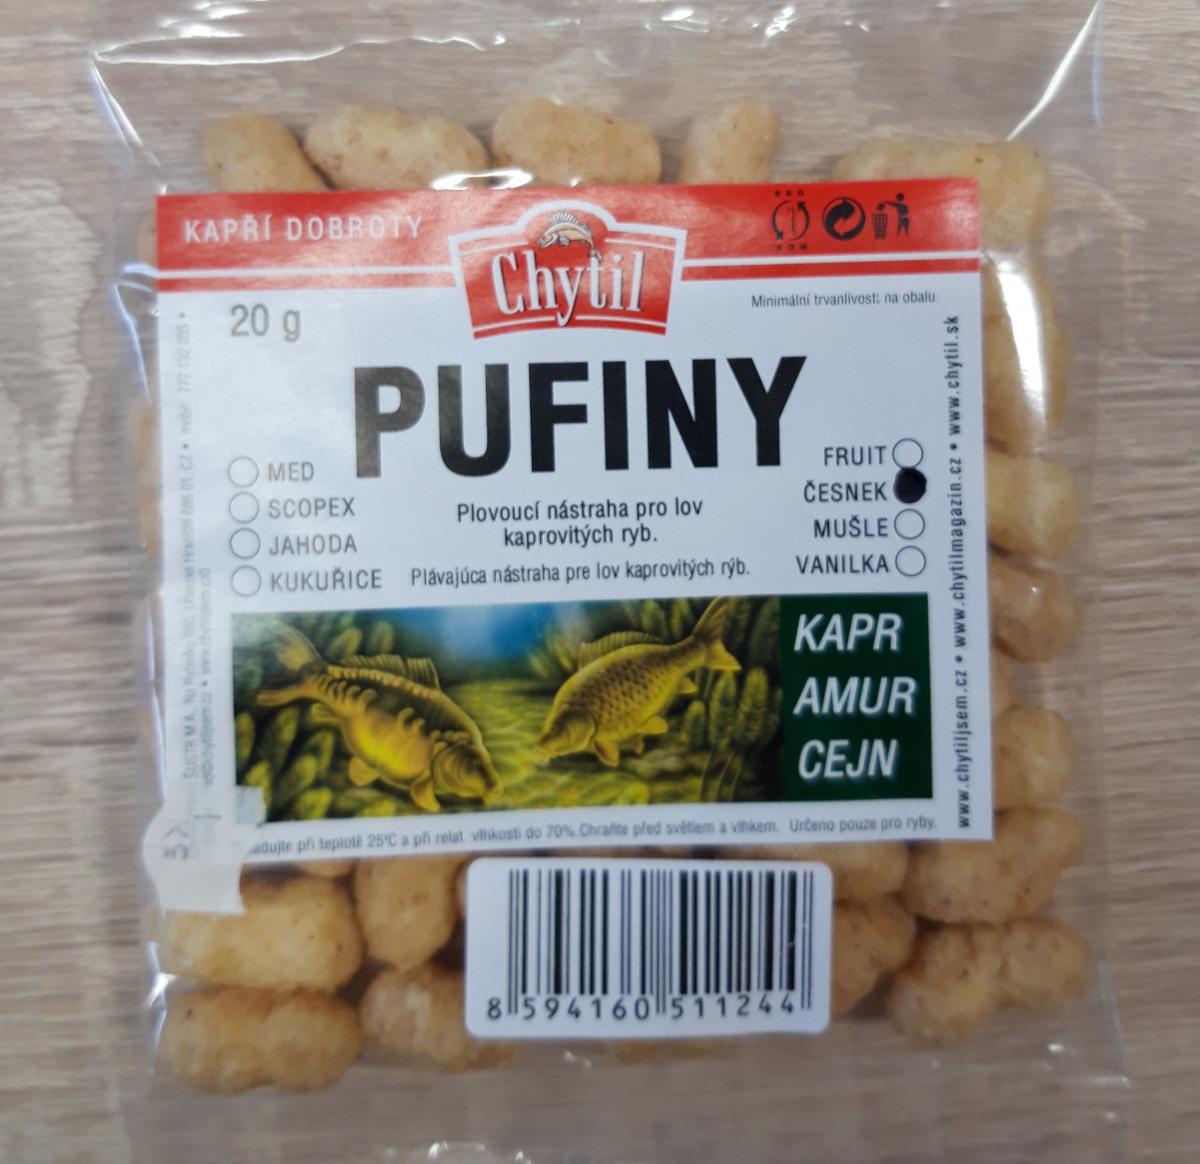 KAPŘÍ DOBROTY
Chytil
EKO
KOM
Minimální trvanlivost: na obalu
20 g
PUFINY
MED
SCOPEX
JAHODA
KUKUŘICE
FRUIT
ČESNEK
MUŠLE
VANILKA
Plovoucí nástraha pro lov
kaprovitých ryb.
Plávajúca nástraha pre lov kaprovitých rýb.
KAPR
AMUR
CEJN
adujte při teplotě 25°C a při relat. vlhkosti do 70%. Chraňte před světlem a vlhkem. Určeno pouze pro ryby.
www.chytiljsem.cz • www.chytilmagazin.cz • www.chytil.sk
8 594160 511244